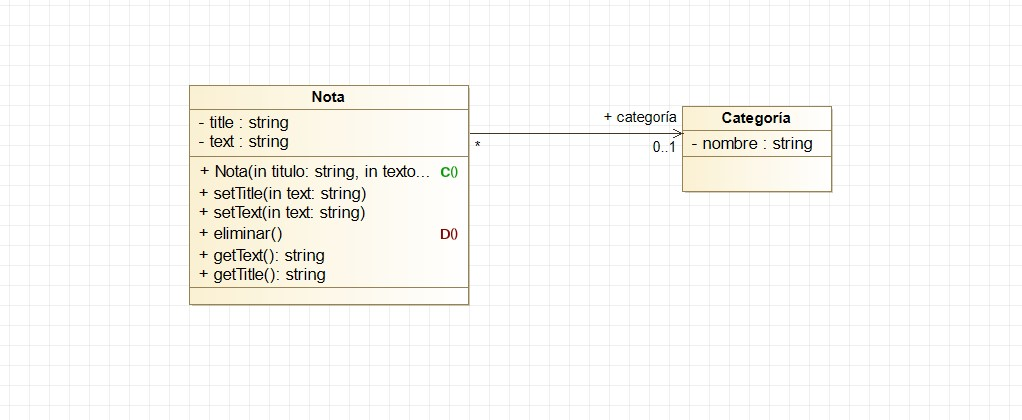 Nota
- title : string
- text : string
+ Nota(in titulo: string, in texto... C()
+ setTitle(in text: string)
+ setText(in text: string)
+ eliminar() D()
+ getText(): string
+ getTitle(): string
+ categoría
*
0..1
Categoría
- nombre : string